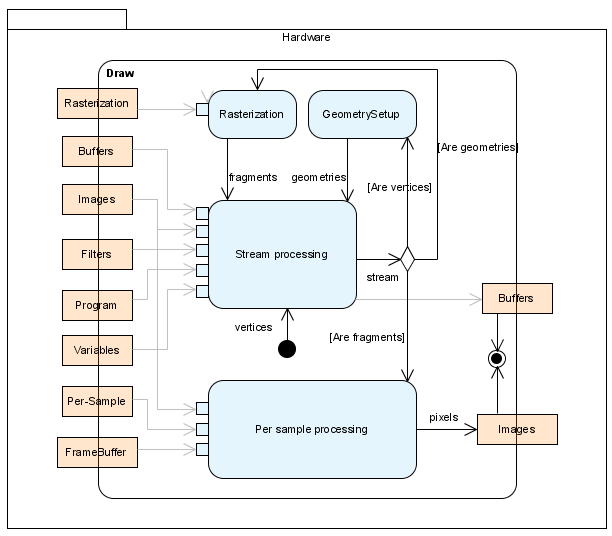 Hardware
Draw
Rasterization
Rasterization
GeometrySetup
Buffers
[Are geometries]
fragments
geometries
[Are vertices]
Images
Filters
Stream processing
stream
Program
Buffers
vertices
[Are fragments]
Variables
Per-Sample
pixels
Per sample processing
Images
FrameBuffer